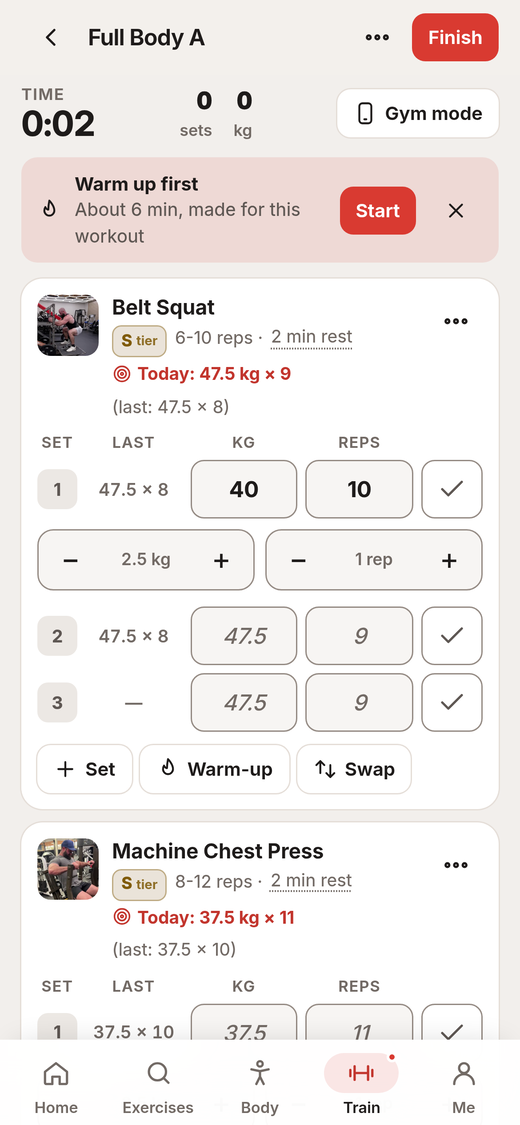 Full Body A
Finish
TIME
0:02
0 sets
0 kg
Gym mode
Warm up first
About 6 min, made for this
workout
Start
Belt Squat
S tier 6-10 reps · 2 min rest
Today: 47.5 kg × 9
(last: 47.5 × 8)
SET LAST KG REPS
1 47.5 × 8 40 10
− 2.5 kg + − 1 rep +
2 47.5 × 8 47.5 9
3 — 47.5 9
+ Set Warm-up Swap
Machine Chest Press
S tier 8-12 reps · 2 min rest
Today: 37.5 kg × 11
(last: 37.5 × 10)
SET LAST KG REPS
1 37.5 × 10 37.5 11
Home Exercises Body Train Me